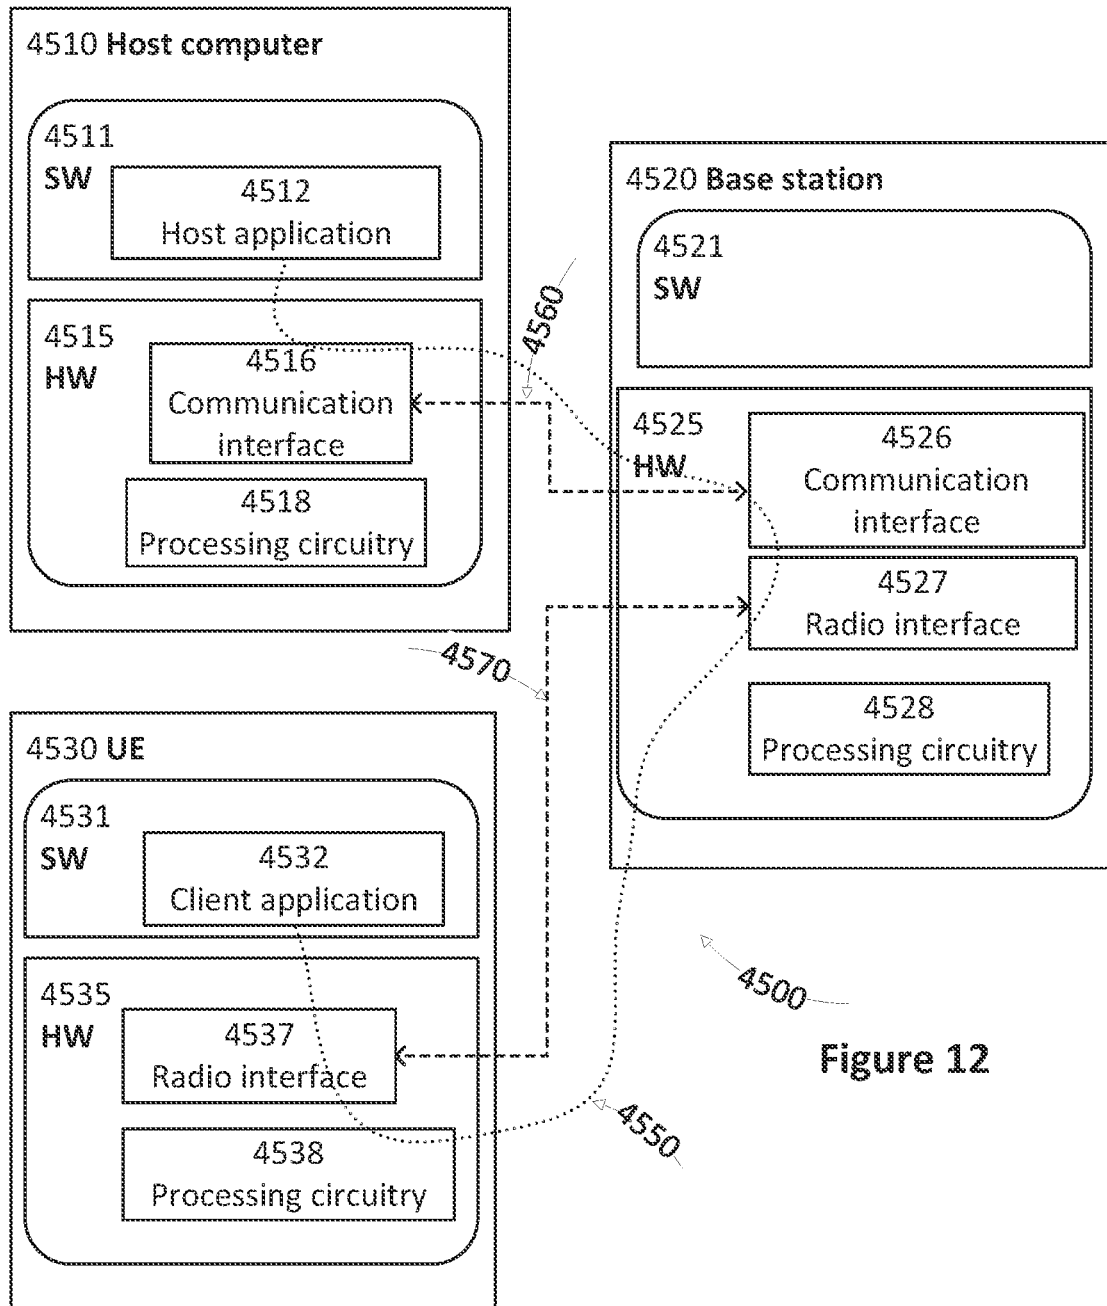 4510 Host computer
4511
SW
4512
Host application
4515
HW
4516
Communication
interface
4518
Processing circuitry
4560
4520 Base station
4521
SW
4525
HW
4526
Communication
interface
4527
Radio interface
4528
Processing circuitry
4570
4530 UE
4531
SW
4532
Client application
4535
HW
4537
Radio interface
4538
Processing circuitry
4500
4550
Figure 12